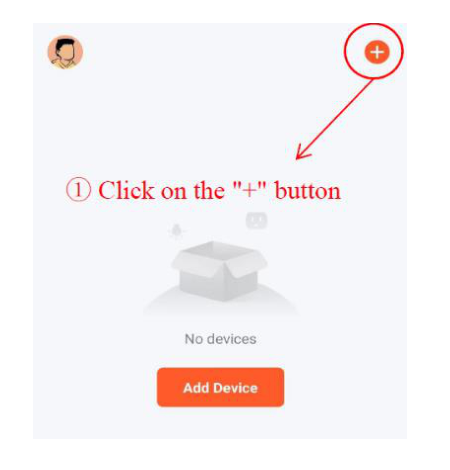 ① Click on the "+" button
No devices
Add Device